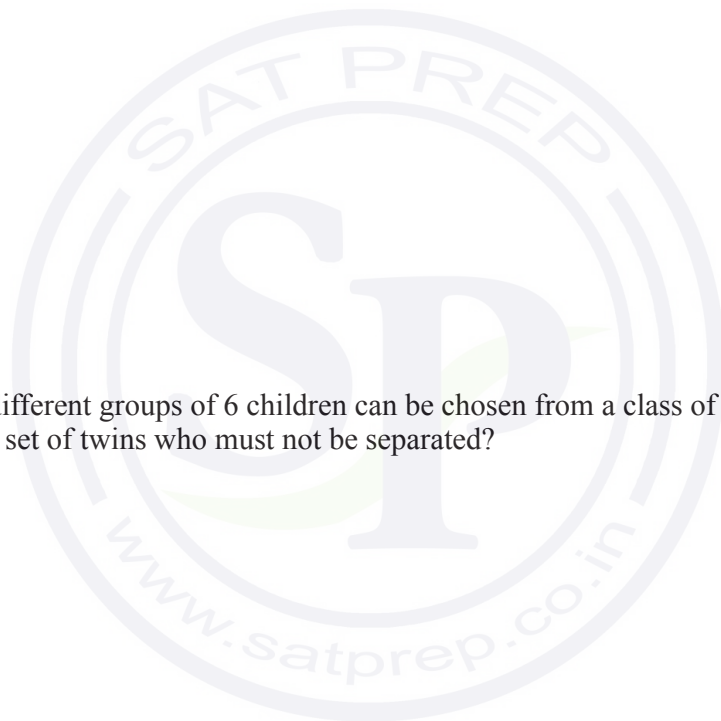 SAT PREP
different groups of 6 children can be chosen from a class of
set of twins who must not be separated?
SP
www.satprep.co.in